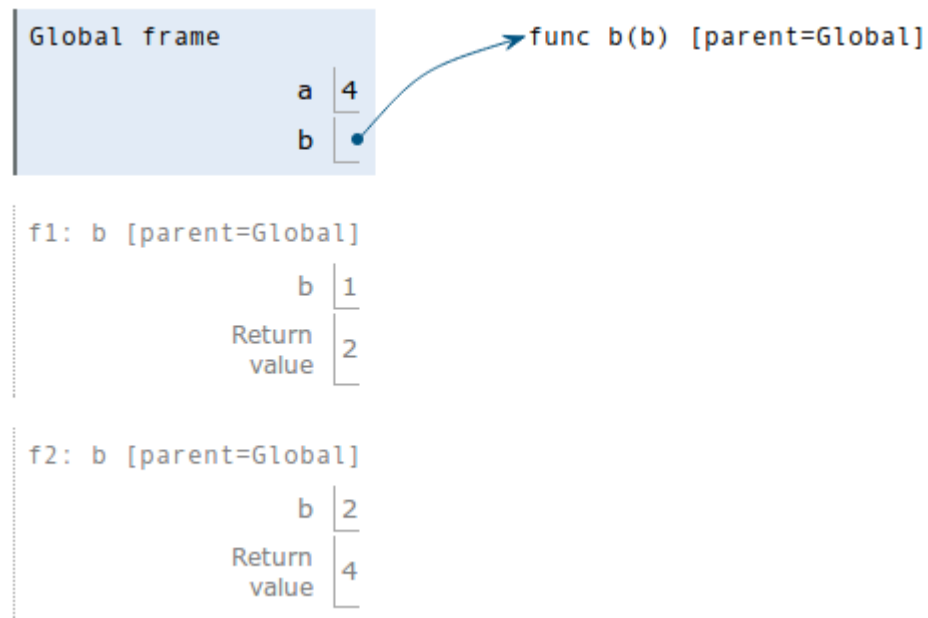 Global frame
func b(b) [parent=Global]
a 4
b
f1: b [parent=Global]
b 1
Return
value 2
f2: b [parent=Global]
b 2
Return
value 4